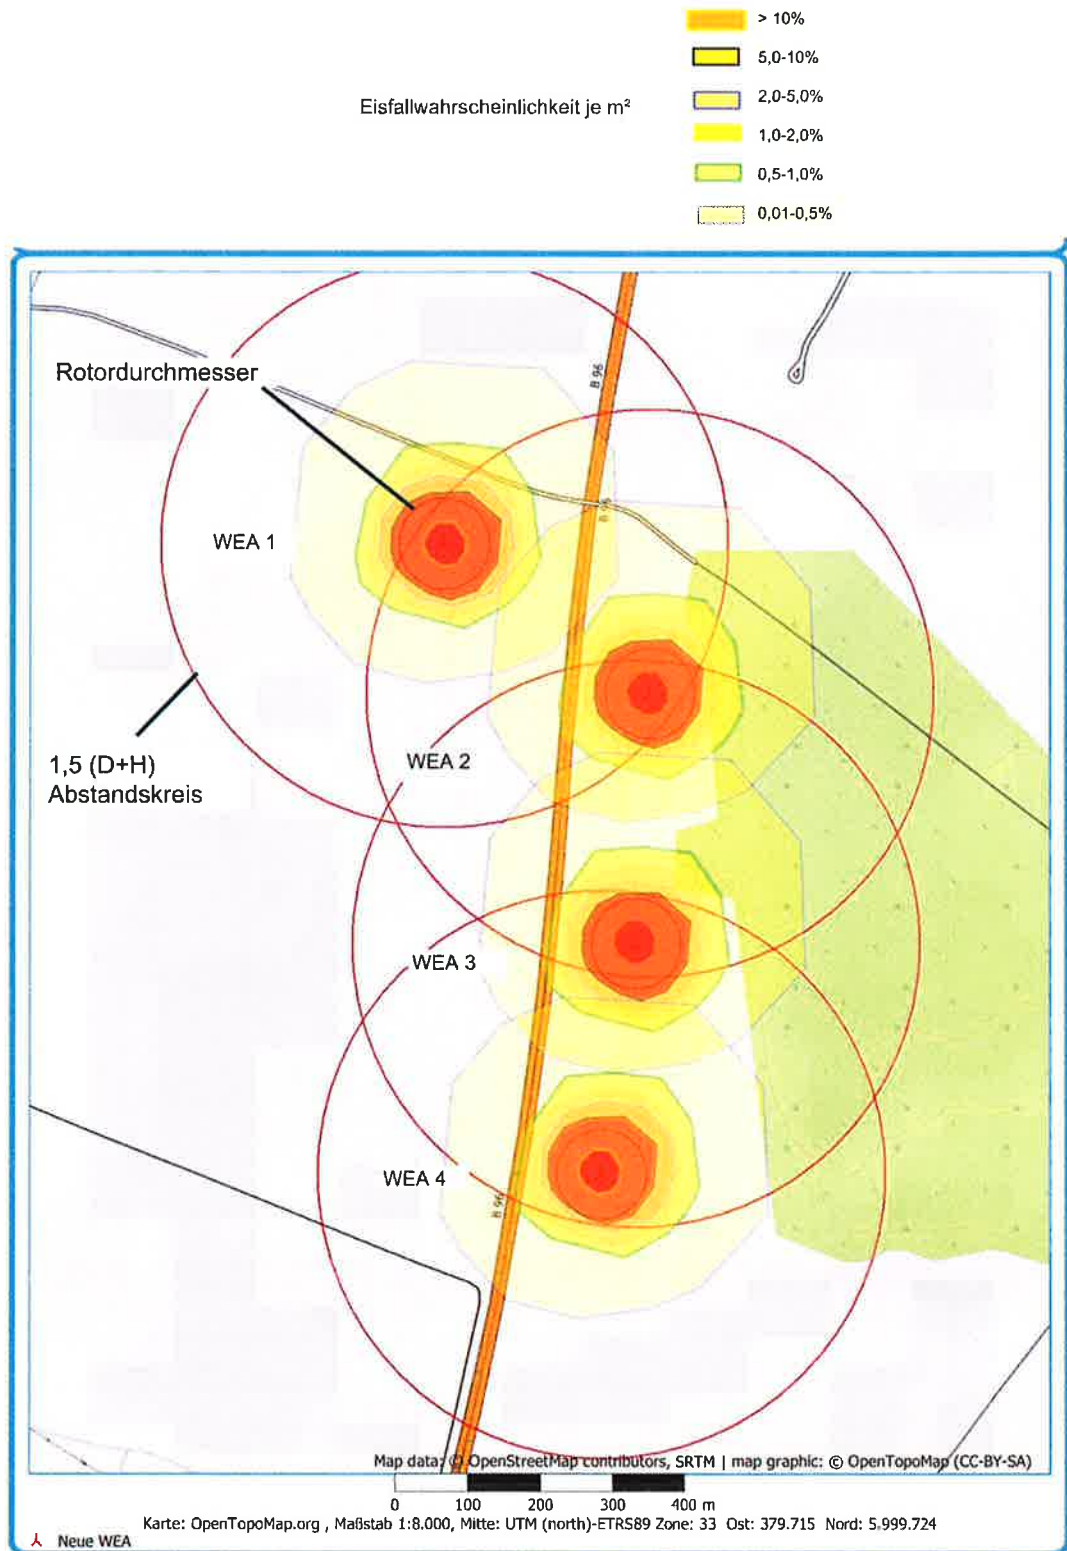 > 10%
5,0-10%
Eisfallwahrscheinlichkeit je m²
2,0-5,0%
1,0-2,0%
0,5-1,0%
0,01-0,5%
Rotordurchmesser
B 96
B 96
WEA 1
WEA 2
1,5 (D+H)
Abstandskreis
WEA 3
WEA 4
B 96
Map data: © OpenStreetMap contributors, SRTM | map graphic: © OpenTopoMap (CC-BY-SA)
0 100 200 300 400 m
Karte: OpenTopoMap.org , Maßstab 1:8.000, Mitte: UTM (north)-ETRS89 Zone: 33 Ost: 379.715 Nord: 5.999.724
Neue WEA